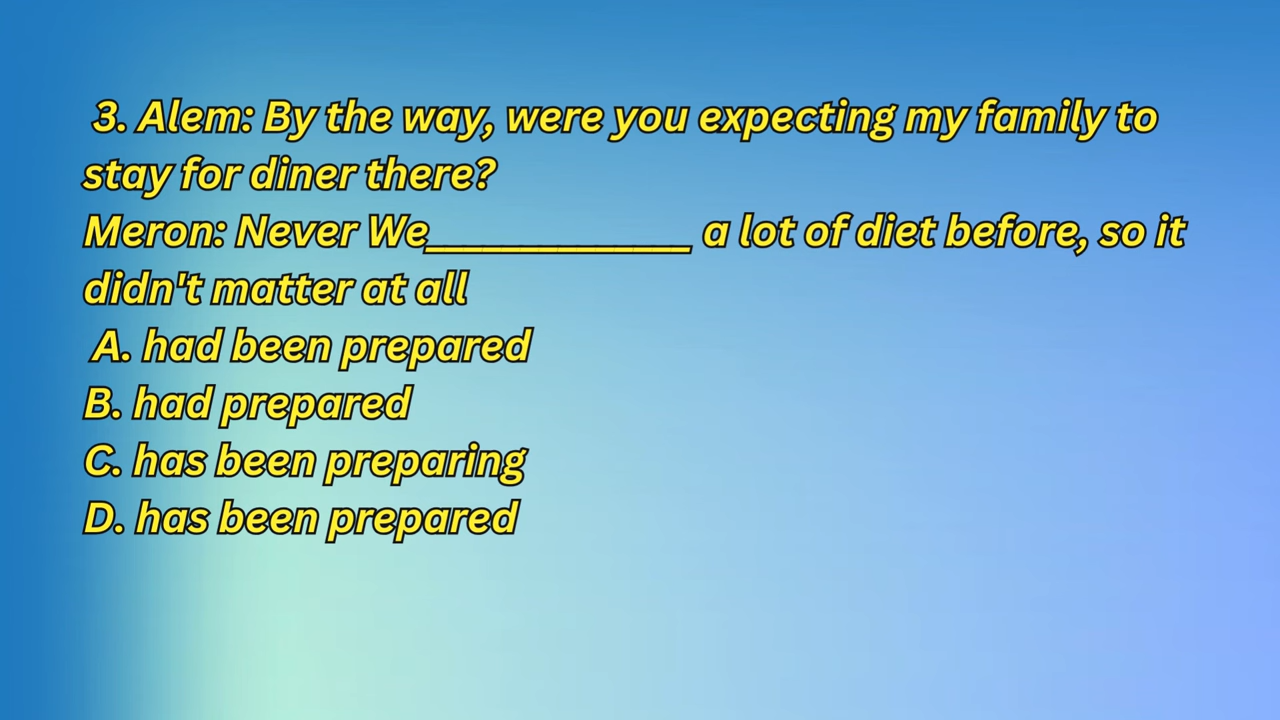 3. Alem: By the way, were you expecting my family to
stay for diner there?
Meron: Never We______________ a lot of diet before, so it
didn't matter at all
A. had been prepared
B. had prepared
C. has been preparing
D. has been prepared